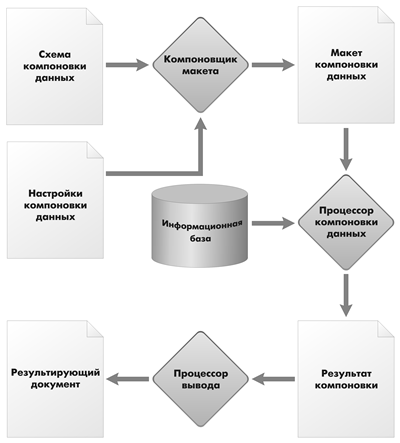 Схема
компоновки
данных
Компоновщик
макета
Макет
компоновки
данных
Настройки
компоновки
данных
Информационная
база
Процессор
компоновки
данных
Результирующий
документ
Процессор
вывода
Результат
компоновки